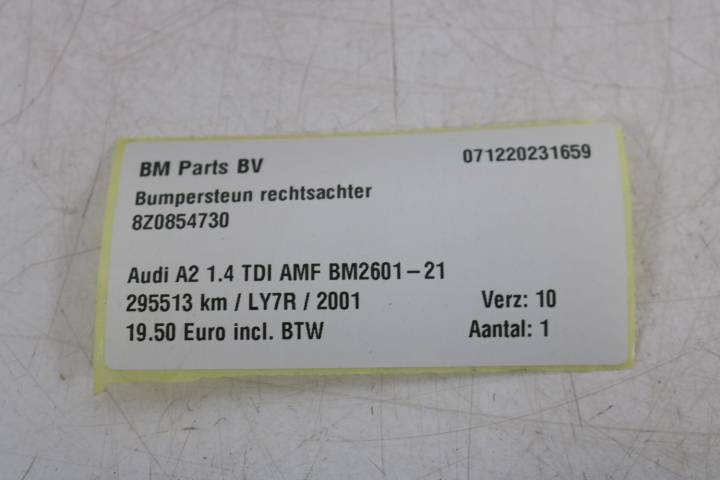 BM Parts BV 071220231659
Bumpersteun rechtsachter
8Z0854730
Audi A2 1.4 TDI AMF BM2601-21
295513 km / LY7R / 2001 Verz: 10
19.50 Euro incl. BTW Aantal: 1